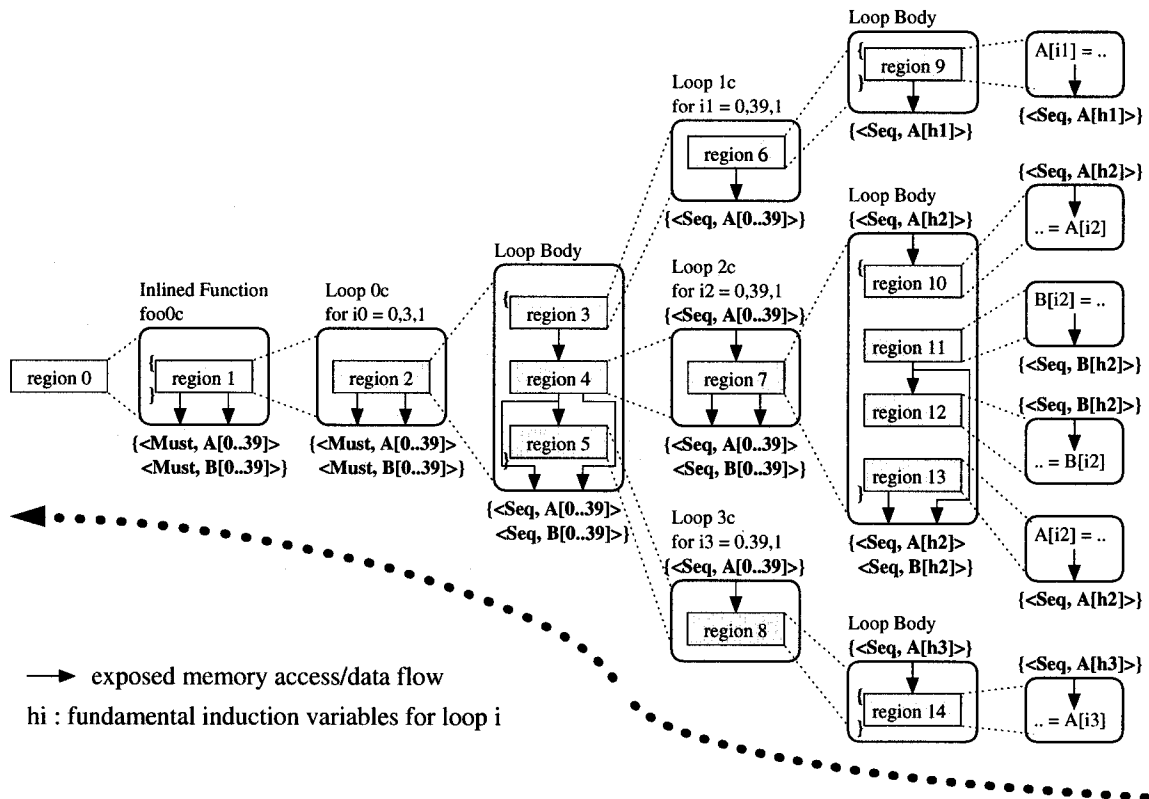 region 0
Inlined Function
foo0c
{
region 1
}
{<Must, A[0..39]>
<Must, B[0..39]>}
Loop 0c
for i0 = 0,3,1
region 2
{<Must, A[0..39]>
<Must, B[0..39]>}
Loop Body
{
region 3
region 4
region 5
}
{<Seq, A[0..39]>
<Seq, B[0..39]>}
Loop 1c
for i1 = 0,39,1
region 6
{<Seq, A[0..39]>}
Loop 2c
for i2 = 0,39,1
{<Seq, A[0..39]>}
region 7
{<Seq, A[0..39]>
<Seq, B[0..39]>}
Loop 3c
for i3 = 0.39,1
{<Seq, A[0..39]>}
region 8
Loop Body
{
region 9
}
{<Seq, A[h1]>}
Loop Body
{<Seq, A[h2]>}
{
region 10
region 11
region 12
region 13
}
{<Seq, A[h2]>
<Seq, B[h2]>}
Loop Body
{<Seq, A[h3]>}
{
region 14
}
A[i1] = ..
{<Seq, A[h1]>}
{<Seq, A[h2]>}
.. = A[i2]
B[i2] = ..
{<Seq, B[h2]>}
{<Seq, B[h2]>}
.. = B[i2]
A[i2] = ..
{<Seq, A[h2]>}
{<Seq, A[h3]>}
.. = A[i3]
exposed memory access/data flow
hi : fundamental induction variables for loop i